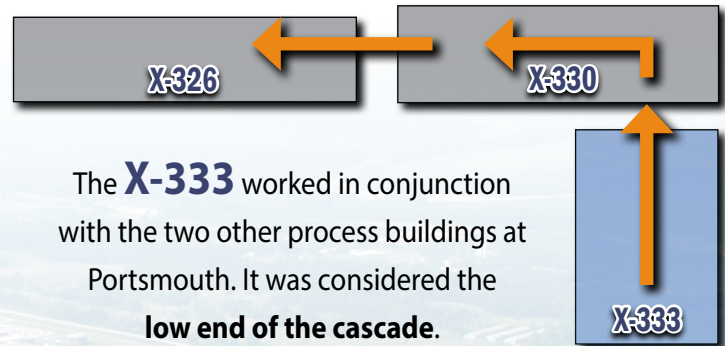 X-326
X-330
The X-333 worked in conjunction
with the two other process buildings at
Portsmouth. It was considered the
low end of the cascade.
X-333